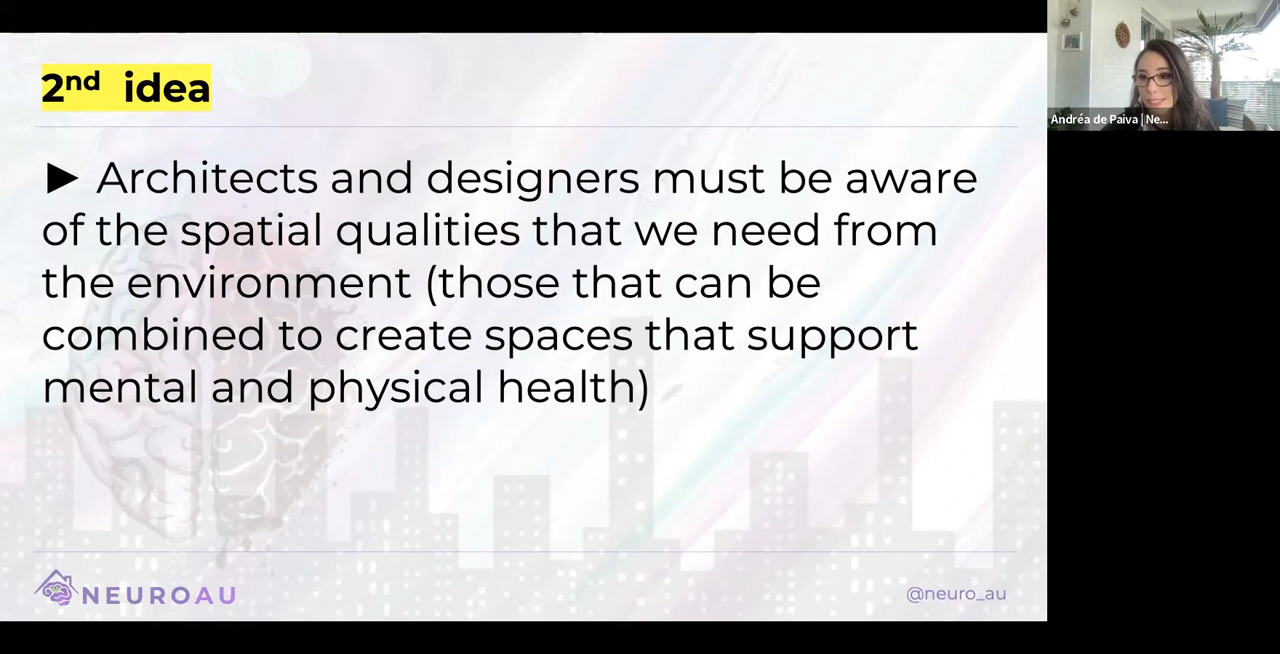 2nd idea
► Architects and designers must be aware
of the spatial qualities that we need from
the environment (those that can be
combined to create spaces that support
mental and physical health)
NEUROAU
@neuro_au
Andréa de Paiva | Ne...